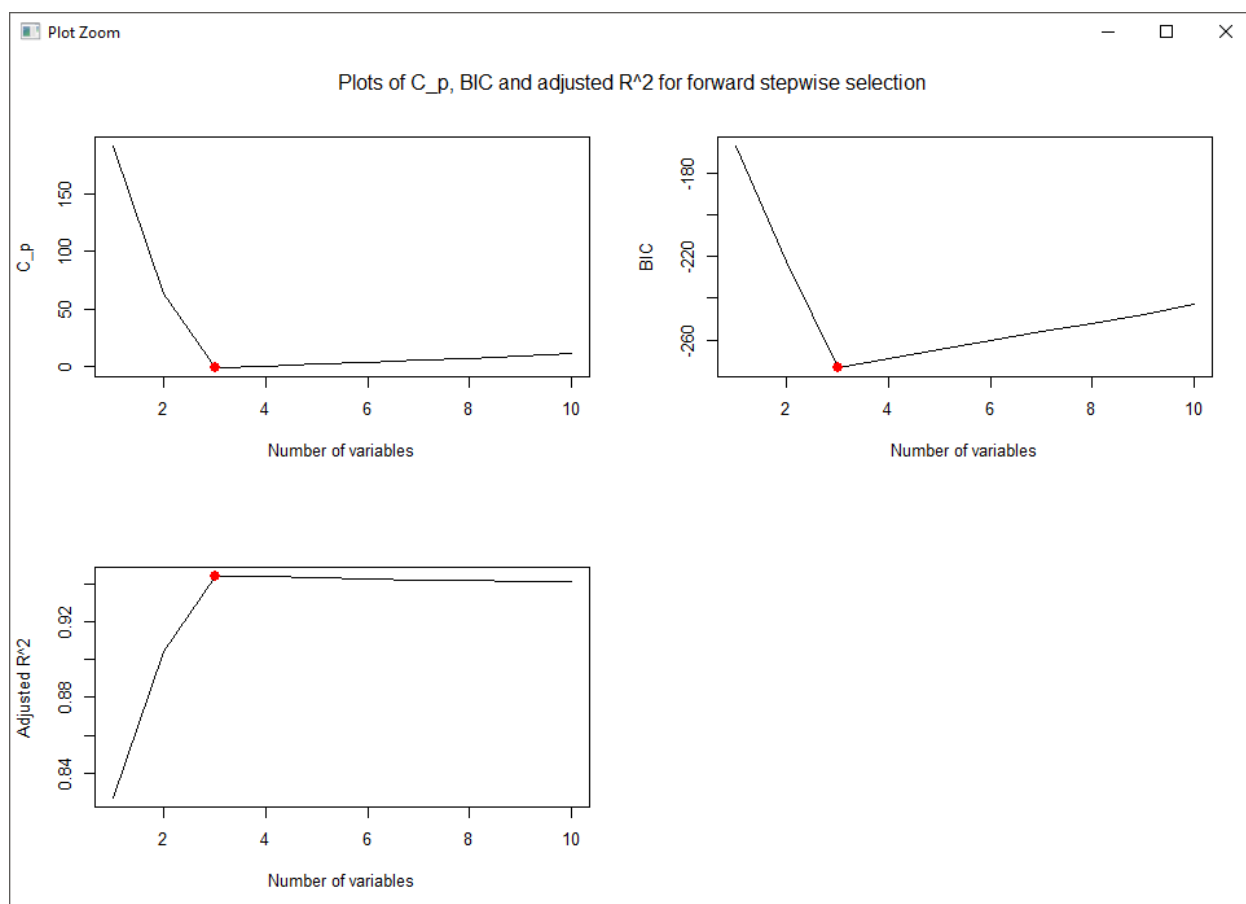 Plot Zoom
Plots of C_p, BIC and adjusted R^2 for forward stepwise selection
C_p
0 50 100 150
2 4 6 8 10
Number of variables
BIC
-260 -220 -180
2 4 6 8 10
Number of variables
Adjusted R^2
0.84 0.88 0.92
2 4 6 8 10
Number of variables